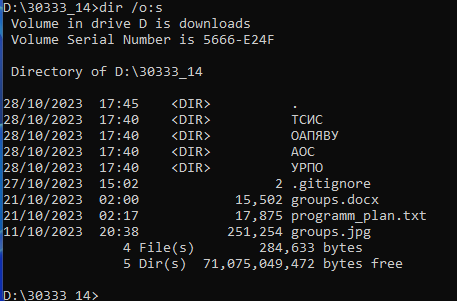 D:\30333_14>dir /o:s
Volume in drive D is downloads
Volume Serial Number is 5666-E24F
Directory of D:\30333_14
28/10/2023 17:45 <DIR> .
28/10/2023 17:40 <DIR> ТСИС
28/10/2023 17:40 <DIR> ОАПЯВУ
28/10/2023 17:40 <DIR> АОС
28/10/2023 17:40 <DIR> УРПО
27/10/2023 15:02 2 .gitignore
21/10/2023 02:00 15,502 groups.docx
21/10/2023 02:17 17,875 programm_plan.txt
11/10/2023 20:38 251,254 groups.jpg
4 File(s) 284,633 bytes
5 Dir(s) 71,075,049,472 bytes free
D:\30333_14>